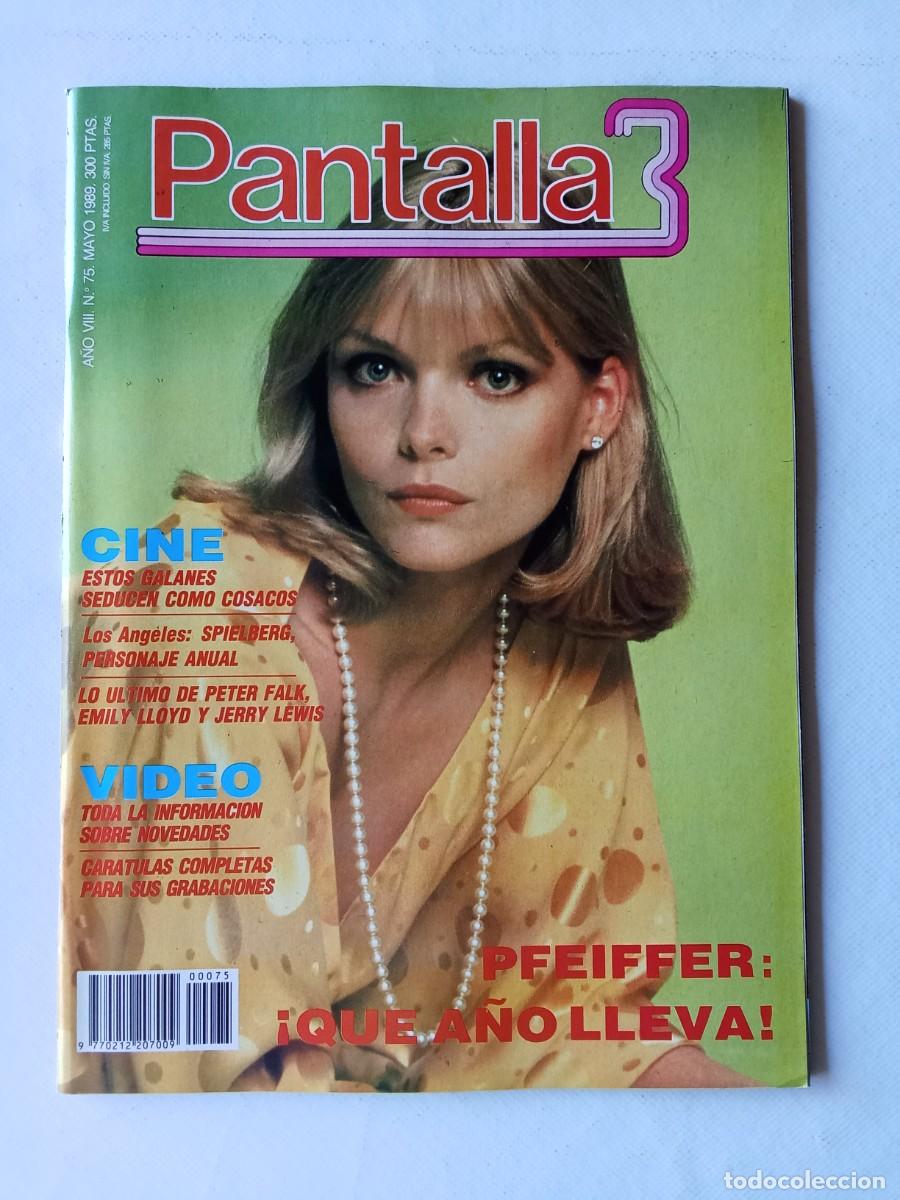 Pantalla 3
AÑO VIII. N.º 75. MAYO 1989. 300 PTAS.
IVA INCLUIDO SIN IVA. 285 PTAS.
CINE
ESTOS GALANES
SEDUCEN COMO COSACOS
Los Angeles: SPIELBERG,
PERSONAJE ANUAL
LO ULTIMO DE PETER FALK,
EMILY LLOYD Y JERRY LEWIS
VIDEO
TODA LA INFORMACION
SOBRE NOVEDADES
CARATULAS COMPLETAS
PARA SUS GRABACIONES
PFEIFFER:
¡QUE AÑO LLEVA!
00075
9 770212 207009
todocoleccion